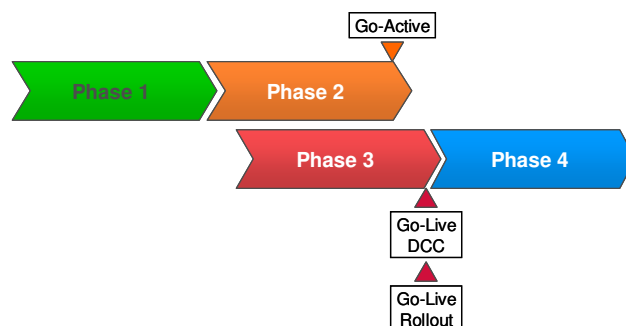 Go-Active
Phase 1
Phase 2
Phase 3
Phase 4
Go-Live
DCC
Go-Live
Rollout